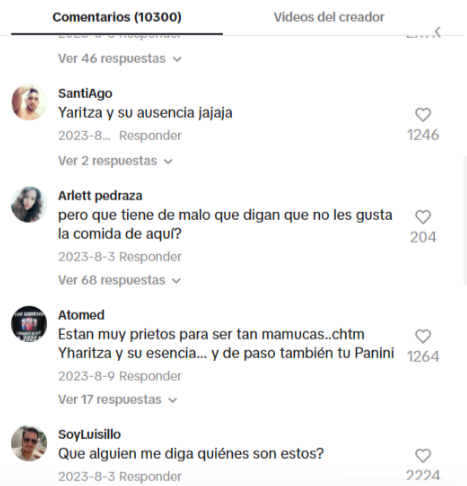 Comentarios (10300)
Videos del creador
Responder
Ver 46 respuestas
SantiAgo
Yaritza y su ausencia jajaja
2023-8... Responder
1246
Ver 2 respuestas
Arlett pedraza
pero que tiene de malo que digan que no les gusta
la comida de aquí?
204
2023-8-3 Responder
Ver 68 respuestas
Atomed
Estan muy prietos para ser tan mamucas..chtm
Yharitza y su esencia... y de paso también tu Panini
1264
2023-8-9 Responder
Ver 17 respuestas
SoyLuisillo
Que alguien me diga quiénes son estos?
2023-8-3 Responder
2224